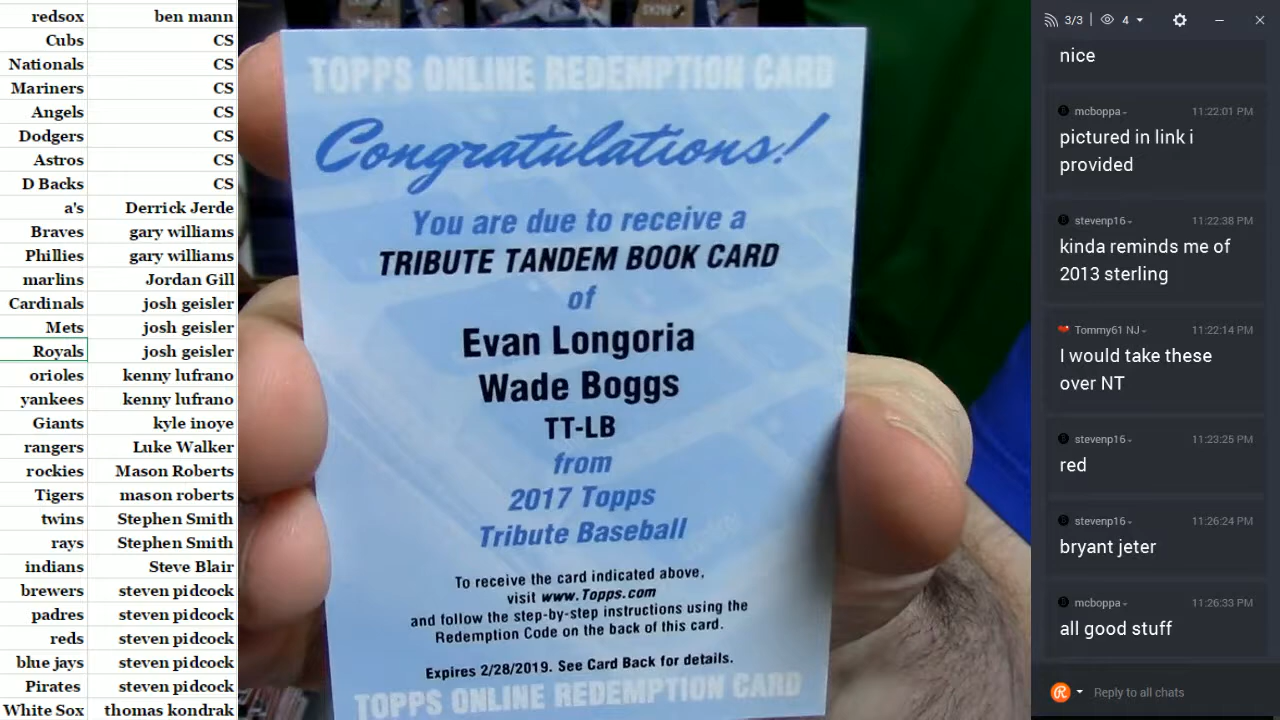 redsox ben mann
Cubs CS
Nationals CS
Mariners CS
Angels CS
Dodgers CS
Astros CS
D Backs CS
a's Derrick Jerde
Braves gary williams
Phillies gary williams
marlins Jordan Gill
Cardinals josh geisler
Mets josh geisler
Royals josh geisler
orioles kenny lufrano
yankees kenny lufrano
Giants kyle inoye
rangers Luke Walker
rockies Mason Roberts
Tigers mason roberts
twins Stephen Smith
rays Stephen Smith
indians Steve Blair
brewers steven pidcock
padres steven pidcock
reds steven pidcock
blue jays steven pidcock
Pirates steven pidcock
White Sox thomas kondrak
TOPPS ONLINE REDEMPTION CARD
Congratulations!
You are due to receive a
TRIBUTE TANDEM BOOK CARD
of
Evan Longoria
Wade Boggs
TT-LB
from
2017 Topps
Tribute Baseball
To receive the card indicated above,
visit www.Topps.com
and follow the step-by-step instructions using the
Redemption Code on the back of this card.
Expires 2/28/2019. See Card Back for details.
TOPPS ONLINE REDEMPTION CARD
3/3 4
nice
mcboppa 11:22:01 PM
pictured in link i
provided
stevenp16 11:22:38 PM
kinda reminds me of
2013 sterling
Tommy61 NJ 11:22:14 PM
I would take these
over NT
stevenp16 11:23:25 PM
red
stevenp16 11:26:24 PM
bryant jeter
mcboppa 11:26:33 PM
all good stuff
Reply to all chats